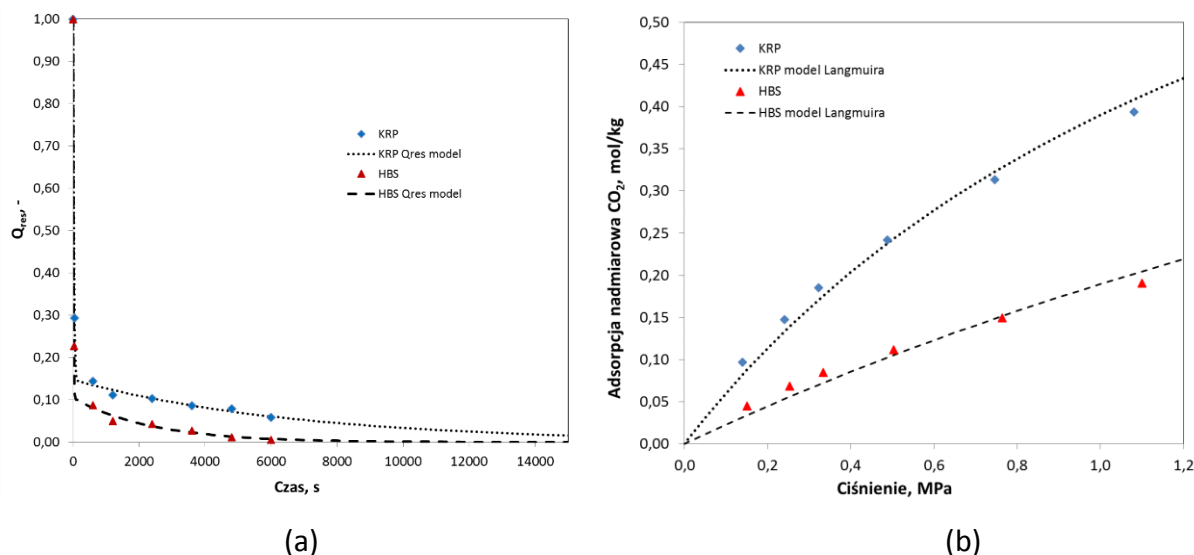 1,00
0,90
0,80
0,70
0,60
0,50
0,40
0,30
0,20
0,10
0,00
Qres, -
KRP
KRP Qres model
HBS
HBS Qres model
0
2000
4000
6000
8000
10000
12000
14000
Czas, s
(a)
0,50
0,45
0,40
0,35
0,30
0,25
0,20
0,15
0,10
0,05
0,00
Adsorpcja nadmiarowa CO₂, mol/kg
KRP
KRP model Langmuira
HBS
HBS model Langmuira
0,0
0,2
0,4
0,6
0,8
1,0
1,2
Ciśnienie, MPa
(b)